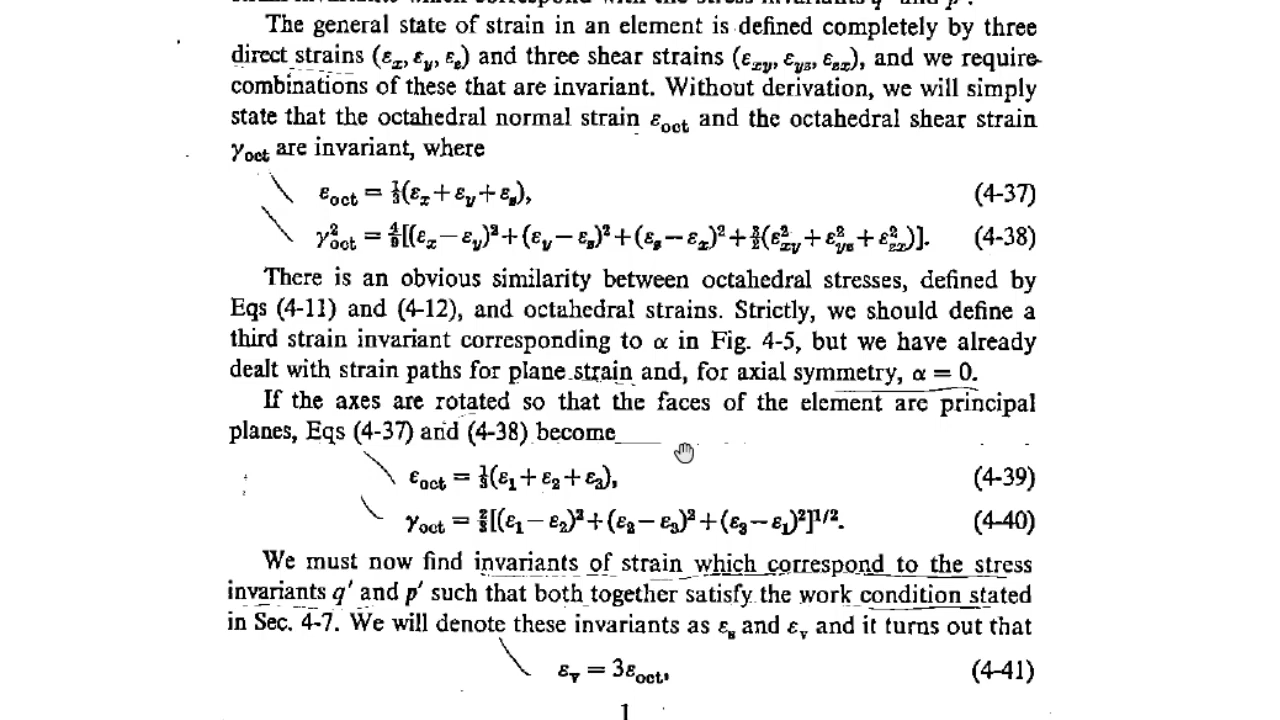 The general state of strain in an element is defined completely by three
direct strains (εx, εy, εz) and three shear strains (εxy, εyz, εzx), and we require
combinations of these that are invariant. Without derivation, we will simply
state that the octahedral normal strain εoct and the octahedral shear strain
γoct are invariant, where
εoct = ⅓(εx+εy+εz), (4-37)
γ²oct = 4/9[(εx−εy)²+(εy−εz)²+(εz−εx)²+3/2(ε²xy+ε²yz+ε²zx)]. (4-38)
There is an obvious similarity between octahedral stresses, defined by
Eqs (4-11) and (4-12), and octahedral strains. Strictly, we should define a
third strain invariant corresponding to α in Fig. 4-5, but we have already
dealt with strain paths for plane strain and, for axial symmetry, α = 0.
If the axes are rotated so that the faces of the element are principal
planes, Eqs (4-37) and (4-38) become
εoct = ⅓(ε1+ε2+ε3), (4-39)
γoct = ⅔[(ε1−ε2)²+(ε2−ε3)²+(ε3−ε1)²]1/2. (4-40)
We must now find invariants of strain which correspond to the stress
invariants q′ and p′ such that both together satisfy the work condition stated
in Sec. 4-7. We will denote these invariants as εs and εv and it turns out that
εv = 3εoct, (4-41)